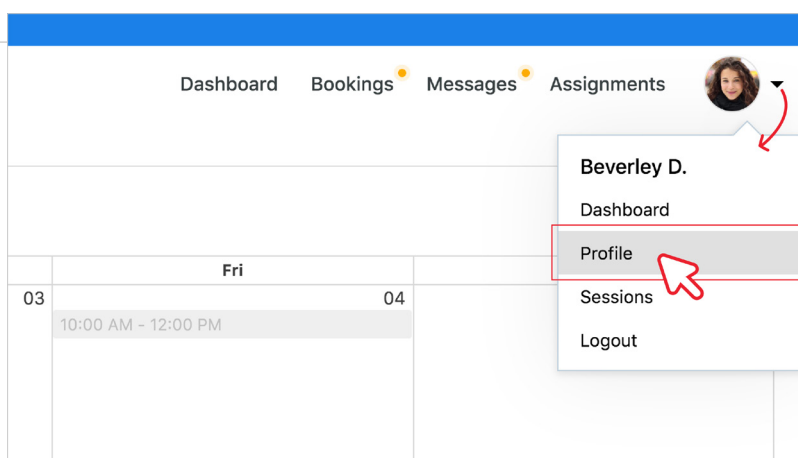 Dashboard Bookings Messages Assignments
Beverley D.
Dashboard
Profile
Sessions
Logout
Fri
03 04
10:00 AM - 12:00 PM